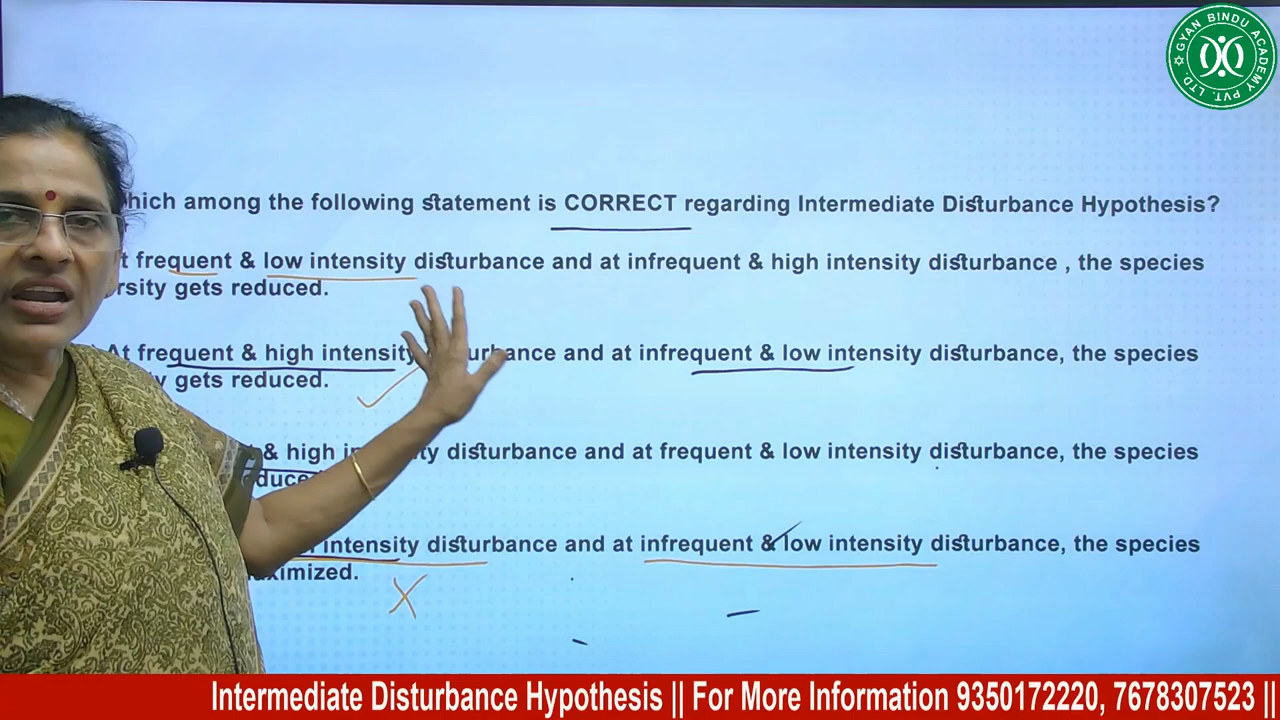 GYAN BINDU ACADEMY PVT. LTD.
hich among the following statement is CORRECT regarding Intermediate Disturbance Hypothesis?
t frequent & low intensity disturbance and at infrequent & high intensity disturbance , the species
rsity gets reduced.
At frequent & high intensity urbance and at infrequent & low intensity disturbance, the species
y gets reduced.
& high in ty disturbance and at frequent & low intensity disturbance, the species
duce
intensity disturbance and at infrequent & low intensity disturbance, the species
aximized.
X
Intermediate Disturbance Hypothesis || For More Information 9350172220, 7678307523 ||